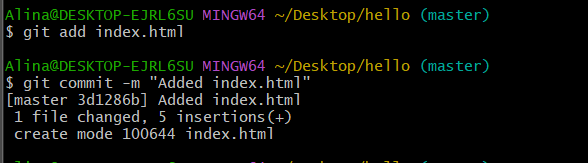 Alina@DESKTOP-EJRL6SU MINGW64 ~/Desktop/hello (master)
$ git add index.html
Alina@DESKTOP-EJRL6SU MINGW64 ~/Desktop/hello (master)
$ git commit -m "Added index.html"
[master 3d1286b] Added index.html
1 file changed, 5 insertions(+)
create mode 100644 index.html